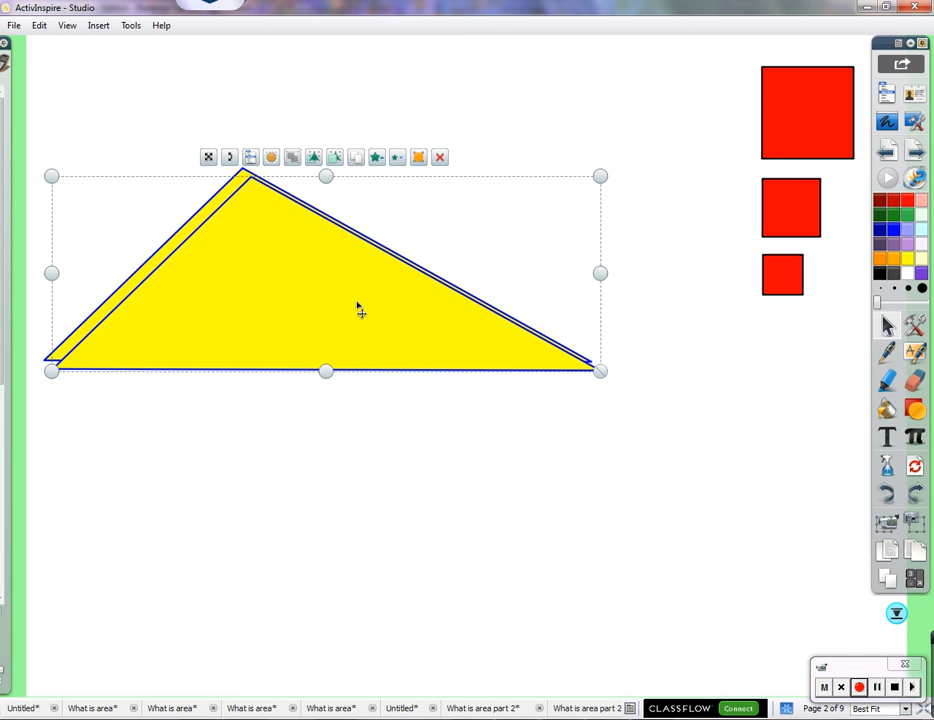 ActivInspire - Studio
File Edit View Insert Tools Help
T π
M
Untitled* What is area* What is area* What is area* What is area* Untitled* What is area part 2* What is area part 2 CLASSFLOW Connect Page 2 of 9 Best Fit